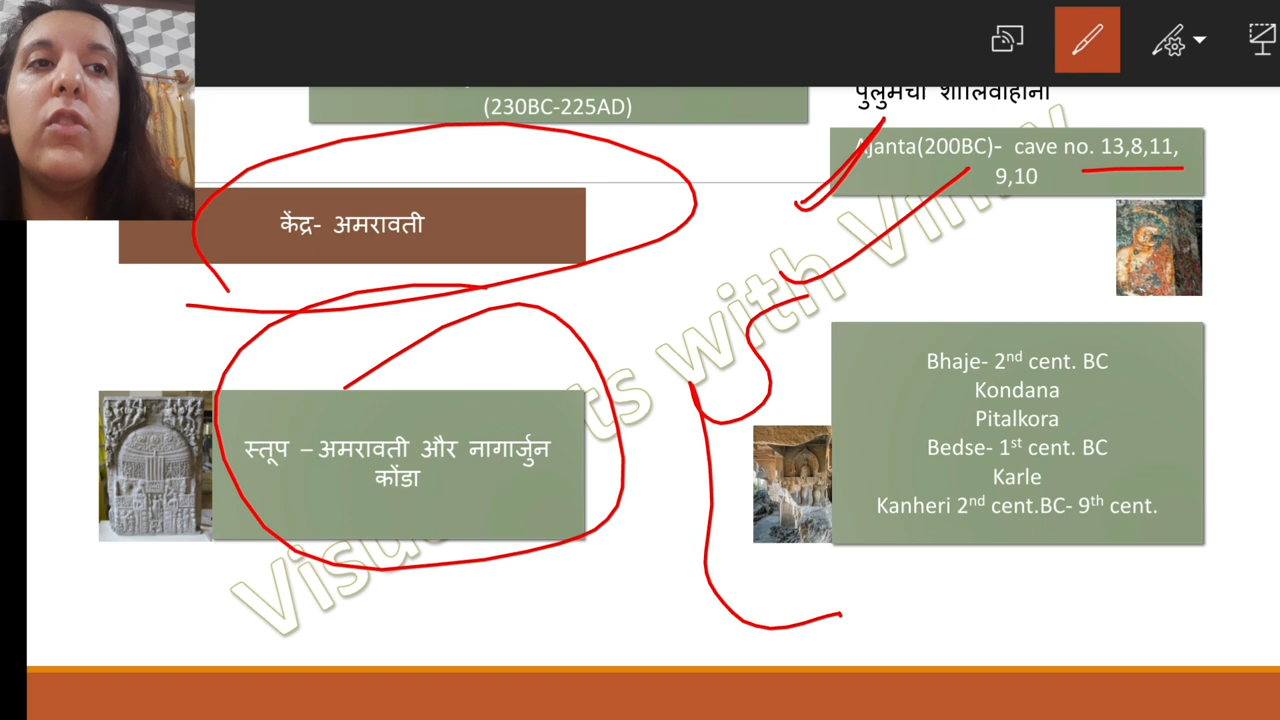 (230BC-225AD)
Ajanta(200BC)- cave no. 13,8,11,
9,10
केंद्र- अमरावती
Bhaje- 2nd cent. BC
Kondana
Pitalkora
Bedse- 1st cent. BC
Karle
Kanheri 2nd cent.BC- 9th cent.
स्तूप – अमरावती और नागार्जुन
कोंडा